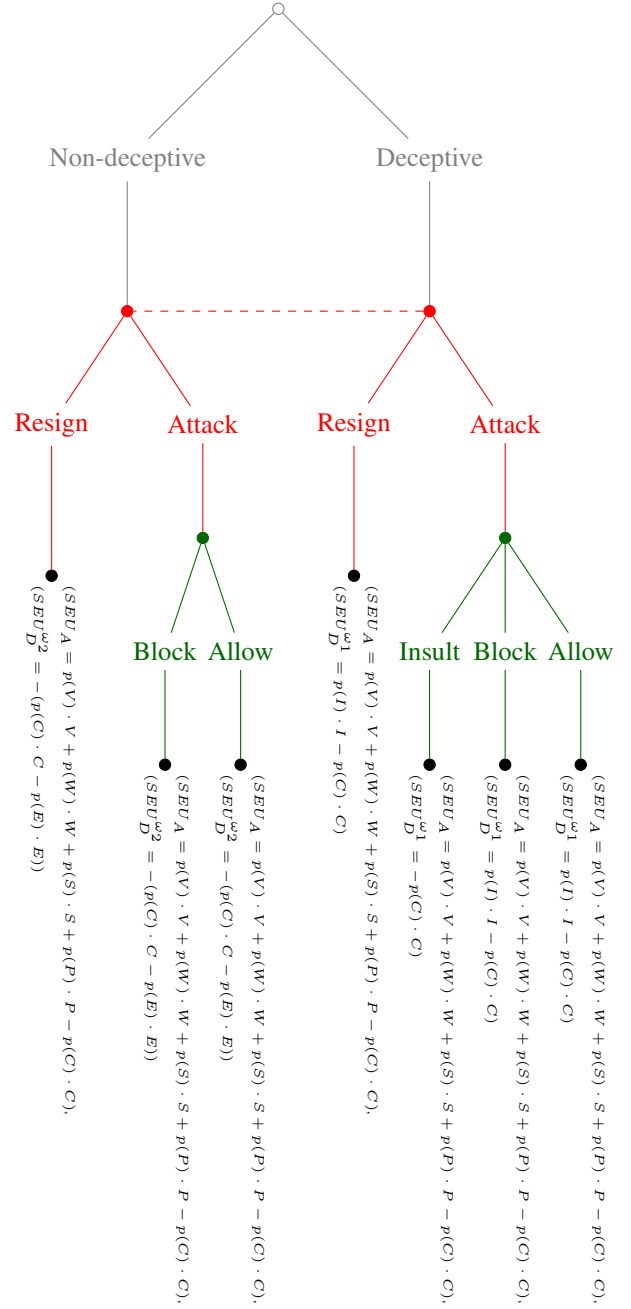 Non-deceptive
Deceptive
Resign
Attack
Resign
Attack
(SEU_A = p(V) · V + p(W) · W + p(S) · S + p(P) · P − p(C) · C),
(SEU_D^{ω2} = −(p(C) · C − p(E) · E))
(SEU_A = p(V) · V + p(W) · W + p(S) · S + p(P) · P − p(C) · C),
(SEU_D^{ω1} = p(I) · I − p(C) · C)
Block
Allow
Insult
Block
Allow
(SEU_A = p(V) · V + p(W) · W + p(S) · S + p(P) · P − p(C) · C),
(SEU_D^{ω2} = −(p(C) · C − p(E) · E))
(SEU_A = p(V) · V + p(W) · W + p(S) · S + p(P) · P − p(C) · C),
(SEU_D^{ω2} = −(p(C) · C − p(E) · E))
(SEU_A = p(V) · V + p(W) · W + p(S) · S + p(P) · P − p(C) · C),
(SEU_D^{ω1} = −p(C) · C)
(SEU_A = p(V) · V + p(W) · W + p(S) · S + p(P) · P − p(C) · C),
(SEU_D^{ω1} = p(I) · I − p(C) · C)
(SEU_A = p(V) · V + p(W) · W + p(S) · S + p(P) · P − p(C) · C),
(SEU_D^{ω1} = p(I) · I − p(C) · C)